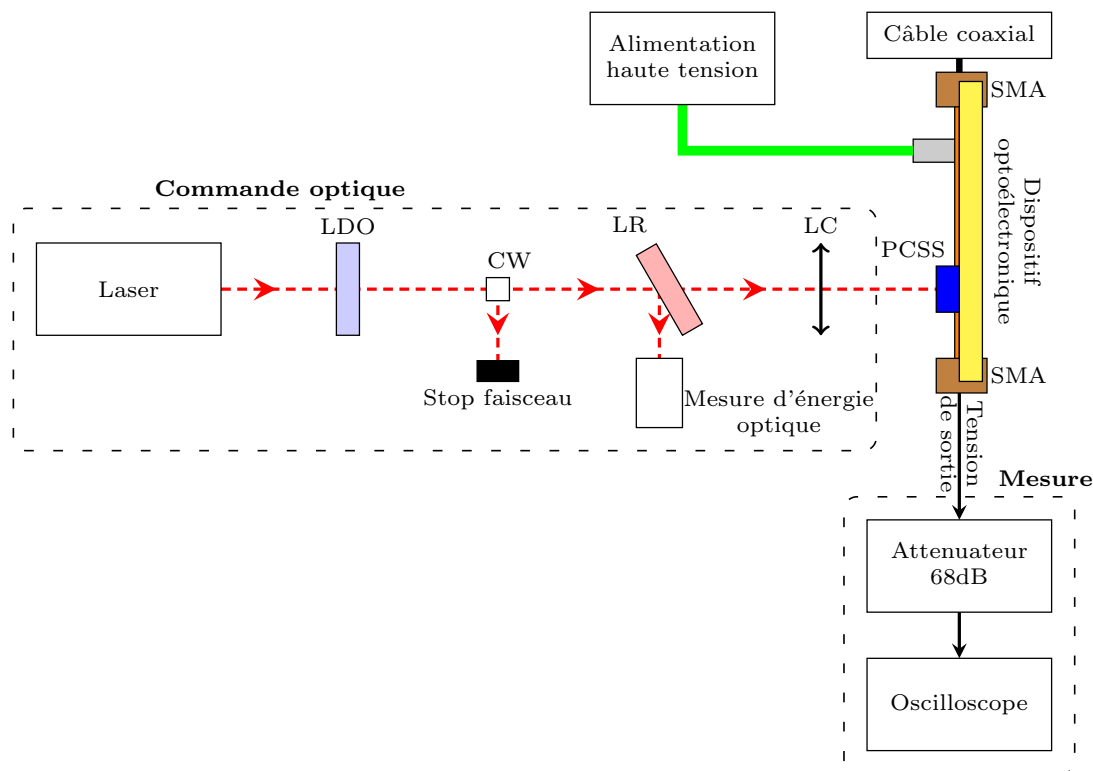 Alimentation
haute tension
Câble coaxial
SMA
Dispositif
optoélectronique
Commande optique
LDO
LR
LC
CW
PCSS
Laser
SMA
Stop faisceau
Mesure d'énergie
optique
Tension
de sortie
Mesure
Attenuateur
68dB
Oscilloscope